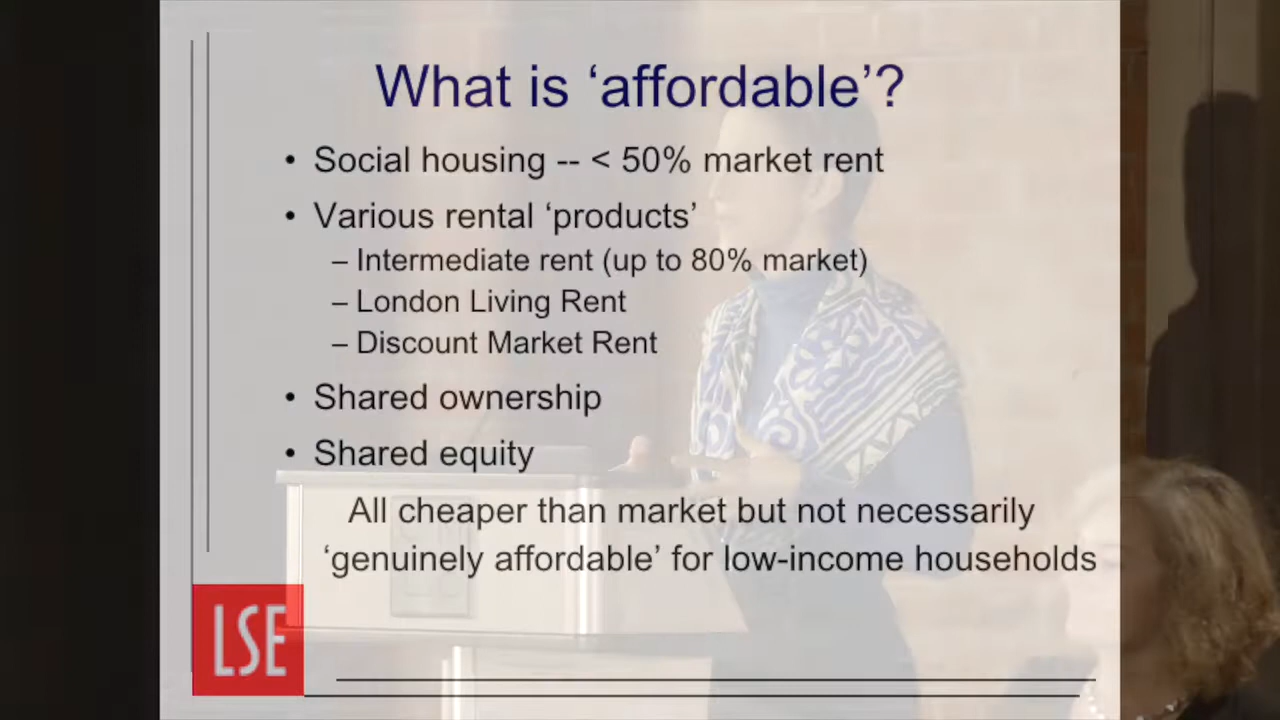 What is ‘affordable’?
• Social housing -- < 50% market rent
• Various rental ‘products’
– Intermediate rent (up to 80% market)
– London Living Rent
– Discount Market Rent
• Shared ownership
• Shared equity
All cheaper than market but not necessarily
‘genuinely affordable’ for low-income households
LSE